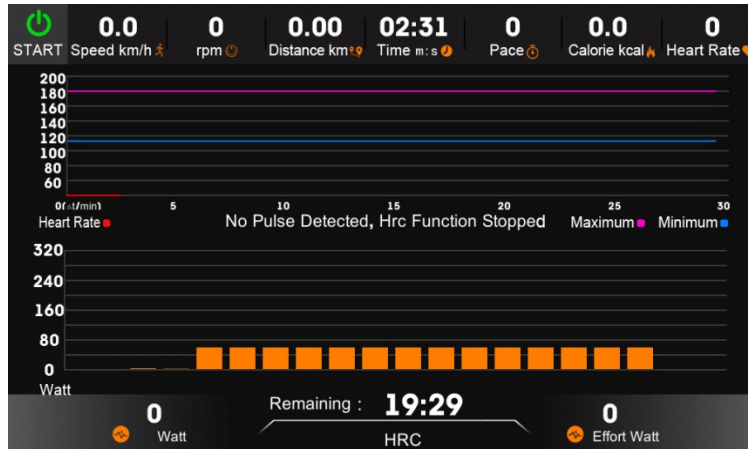 0.0 0 0.00 02:31 0 0.0 0
START Speed km/h rpm Distance km Time m:s Pace Calorie kcal Heart Rate
200
180
160
140
120
100
80
60
0(△t/min) 5 10 15 20 25 30
Heart Rate No Pulse Detected, Hrc Function Stopped Maximum Minimum
320
240
160
80
0
Watt
0 Remaining : 19:29 0
Watt HRC Effort Watt